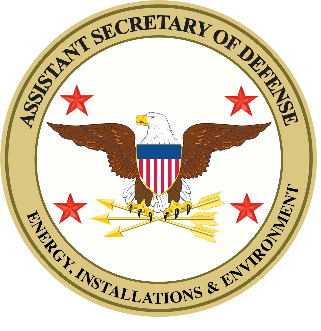 ASSISTANT SECRETARY OF DEFENSE
ENERGY, INSTALLATIONS & ENVIRONMENT